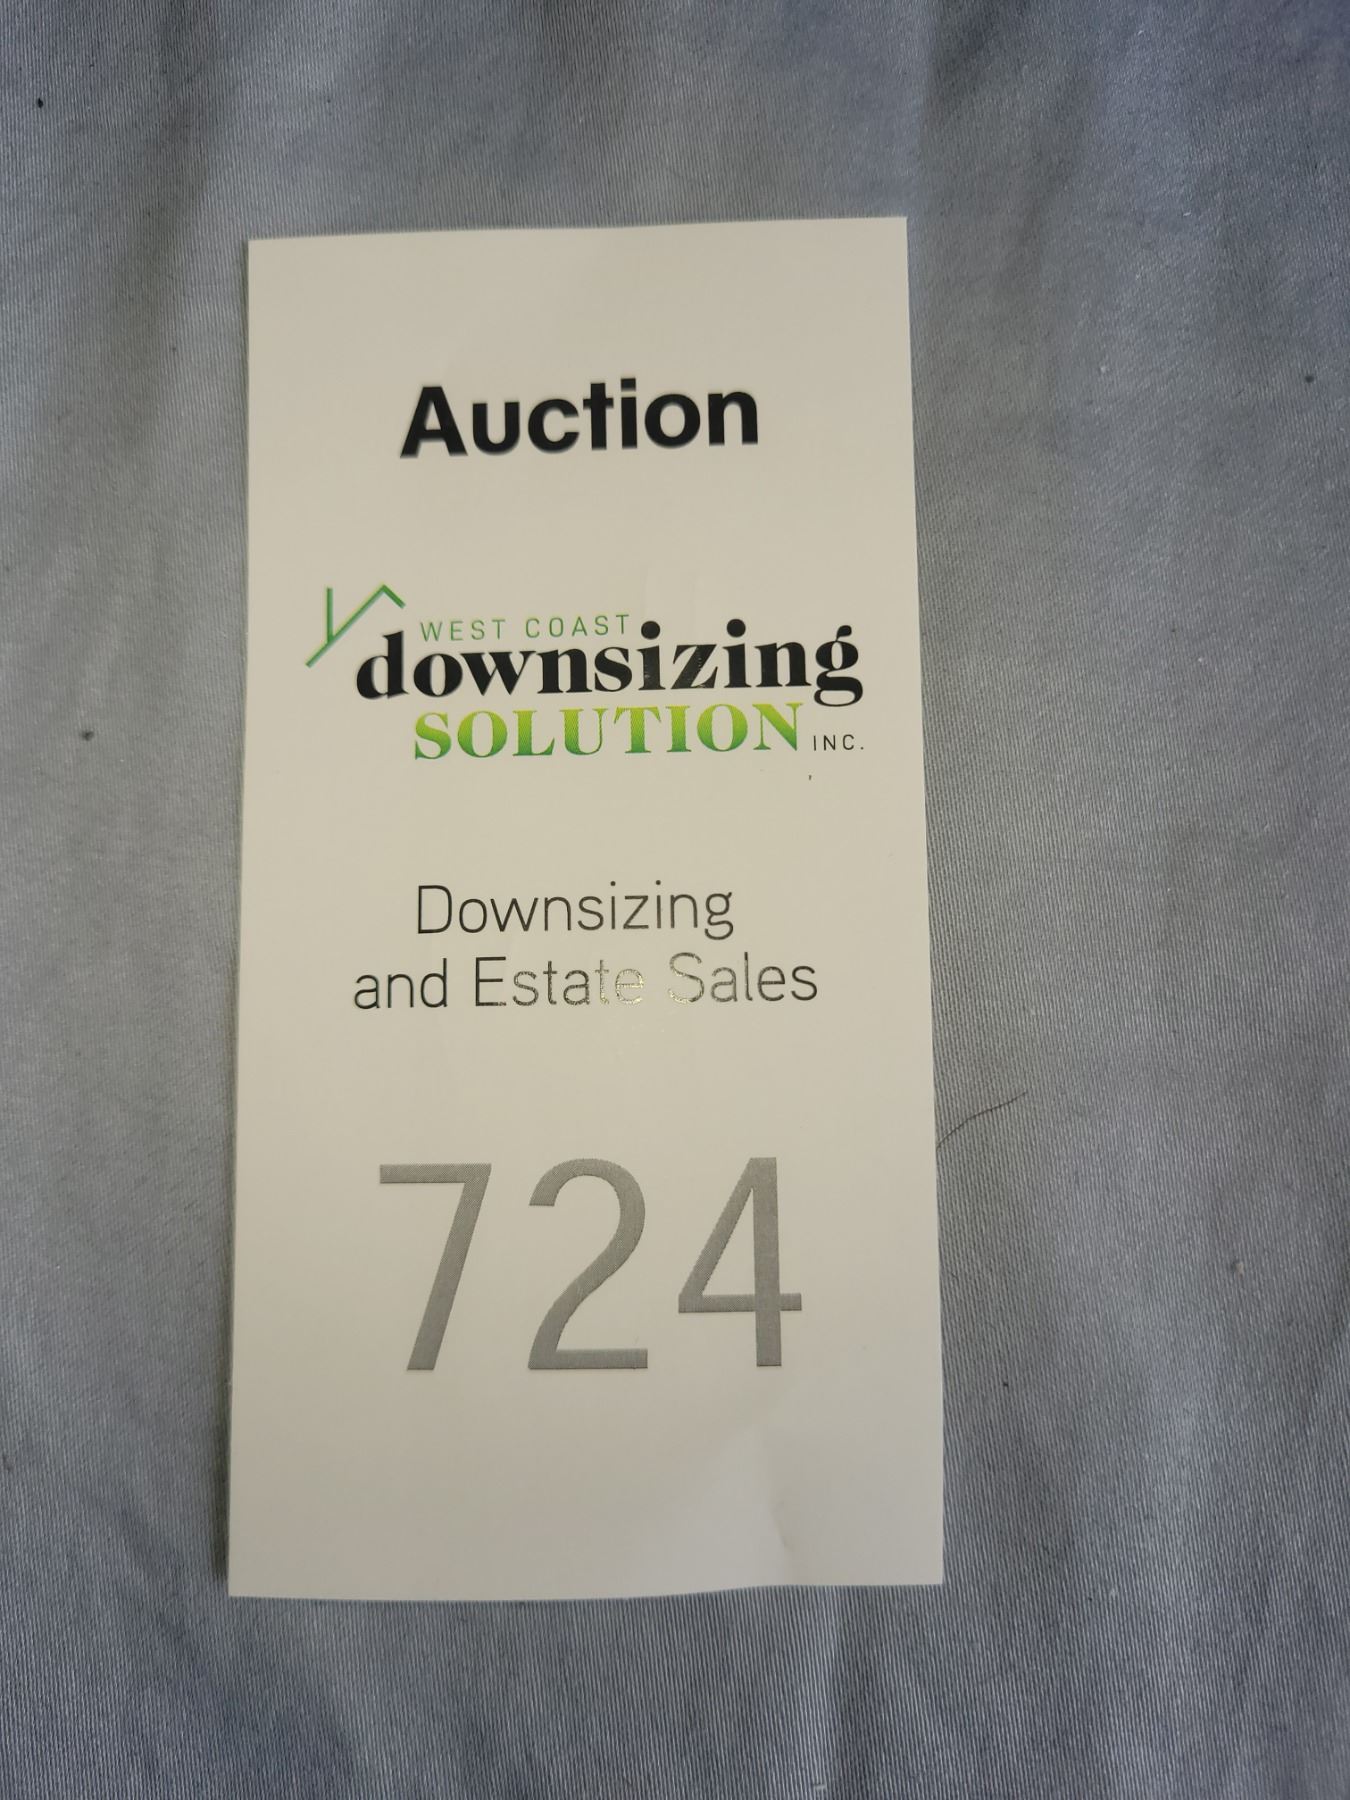 Auction
WEST COAST
downsizing
SOLUTION INC.
Downsizing
and Estate Sales
724